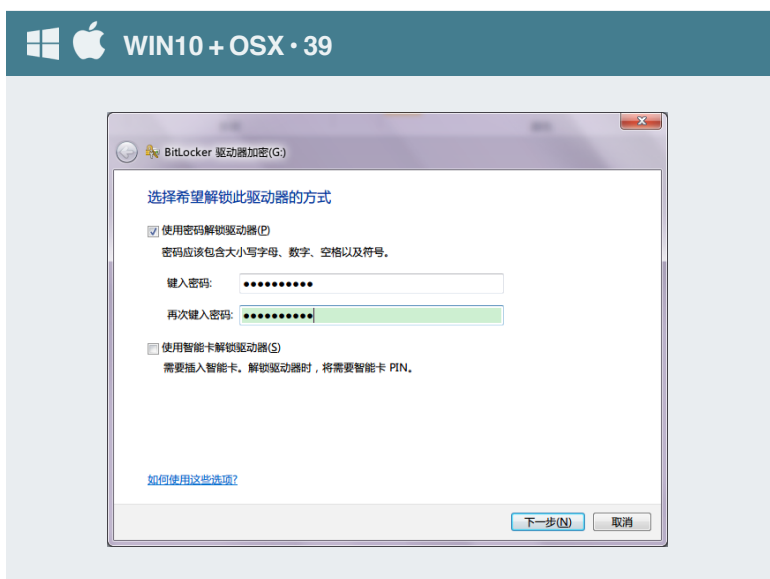 WIN10+OSX·39
BitLocker 驱动器加密(G:)
选择希望解锁此驱动器的方式
使用密码解锁驱动器(P)
密码应该包含大小写字母、数字、空格以及符号。
键入密码: ●●●●●●●●●●
再次键入密码: ●●●●●●●●●●
使用智能卡解锁驱动器(S)
需要插入智能卡。解锁驱动器时，将需要智能卡 PIN。
如何使用这些选项?
下一步(N) 取消